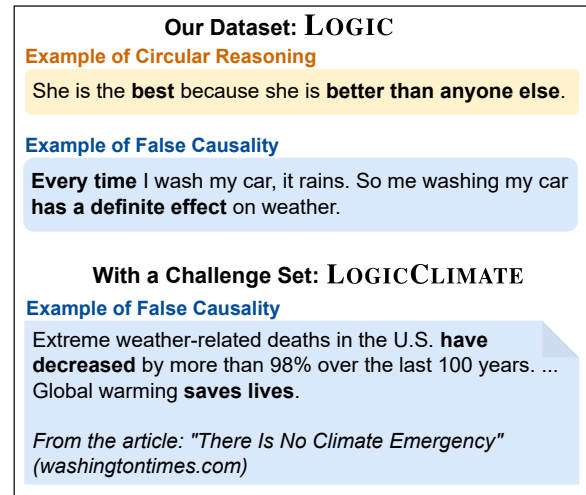 Our Dataset: LOGIC
Example of Circular Reasoning
She is the best because she is better than anyone else.
Example of False Causality
Every time I wash my car, it rains. So me washing my car
has a definite effect on weather.
With a Challenge Set: LOGICCLIMATE
Example of False Causality
Extreme weather-related deaths in the U.S. have
decreased by more than 98% over the last 100 years. ...
Global warming saves lives.
From the article: "There Is No Climate Emergency"
(washingtontimes.com)